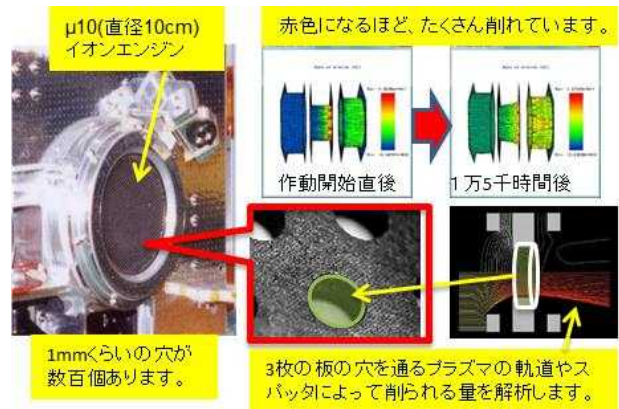 μ10(直径10cm)
イオンエンジン
赤色になるほど、たくさん削れています。
作動開始直後
1万5千時間後
1mmくらいの穴が
数百個あります。
3枚の板の穴を通るプラズマの軌道やス
パッタによって削られる量を解析します。